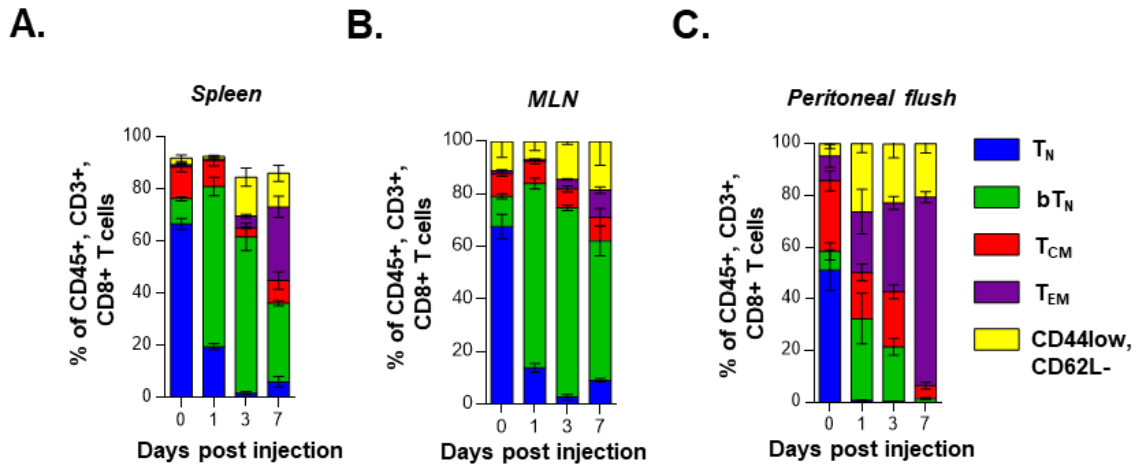 A.
B.
C.
Spleen
% of CD45+, CD3+,
CD8+ T cells
100
80
60
40
20
0
0 1 3 7
Days post injection
MLN
% of CD45+, CD3+,
CD8+ T cells
100
80
60
40
20
0
0 1 3 7
Days post injection
Peritoneal flush
% of CD45+, CD3+,
CD8+ T cells
100
80
60
40
20
0
0 1 3 7
Days post injection
TN
bTN
TCM
TEM
CD44low,
CD62L-